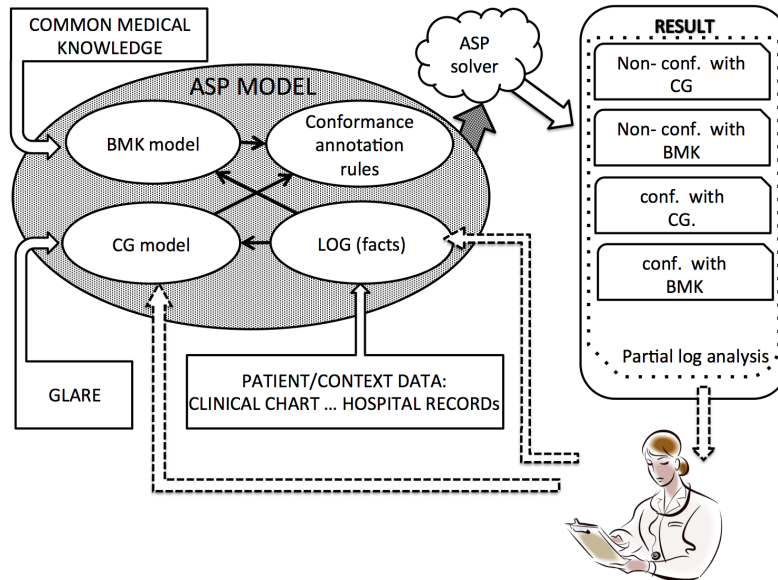 COMMON MEDICAL
KNOWLEDGE
ASP MODEL
BMK model
Conformance
annotation
rules
CG model
LOG (facts)
GLARE
PATIENT/CONTEXT DATA:
CLINICAL CHART ... HOSPITAL RECORDs
ASP
solver
RESULT
Non- conf. with
CG
Non- conf. with
BMK
conf. with
CG.
conf. with
BMK
Partial log analysis